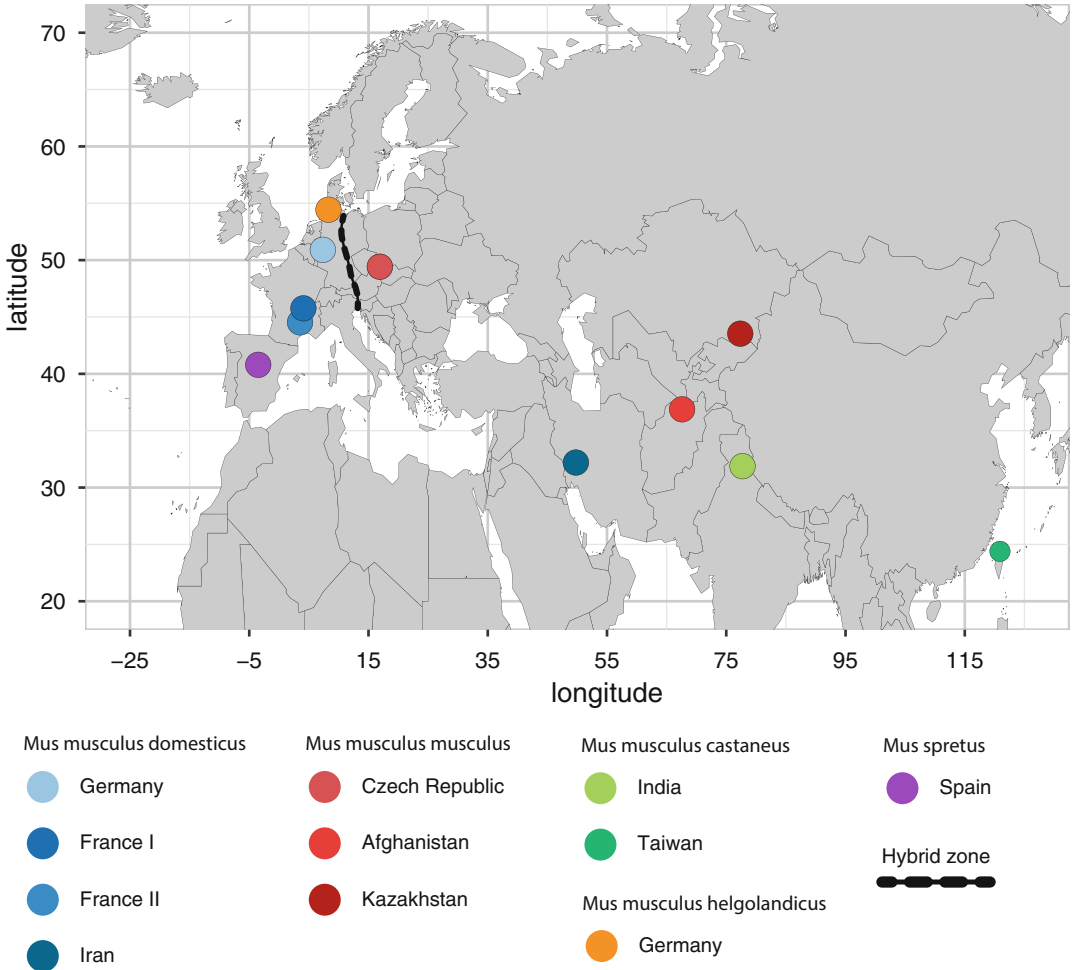 70
60
50
40
30
20
latitude
−25
−5
15
35
55
75
95
115
longitude
Mus musculus domesticus
Germany
France I
France II
Iran
Mus musculus musculus
Czech Republic
Afghanistan
Kazakhstan
Mus musculus castaneus
India
Taiwan
Mus musculus helgolandicus
Germany
Mus spretus
Spain
Hybrid zone